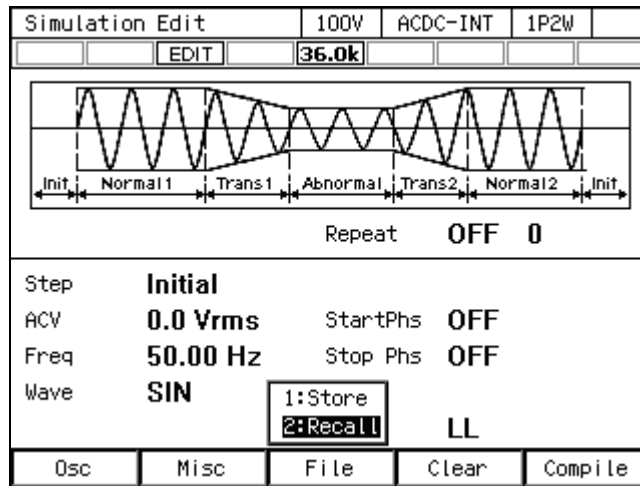 Simulation Edit 100V ACDC-INT 1P2W
EDIT 36.0k
Init Normal1 Trans1 Abnormal Trans2 Normal2 Init
Repeat OFF 0
Step Initial
ACV 0.0 Vrms StartPhs OFF
Freq 50.00 Hz Stop Phs OFF
Wave SIN
1:Store
2:Recall LL
Osc Misc File Clear Compile